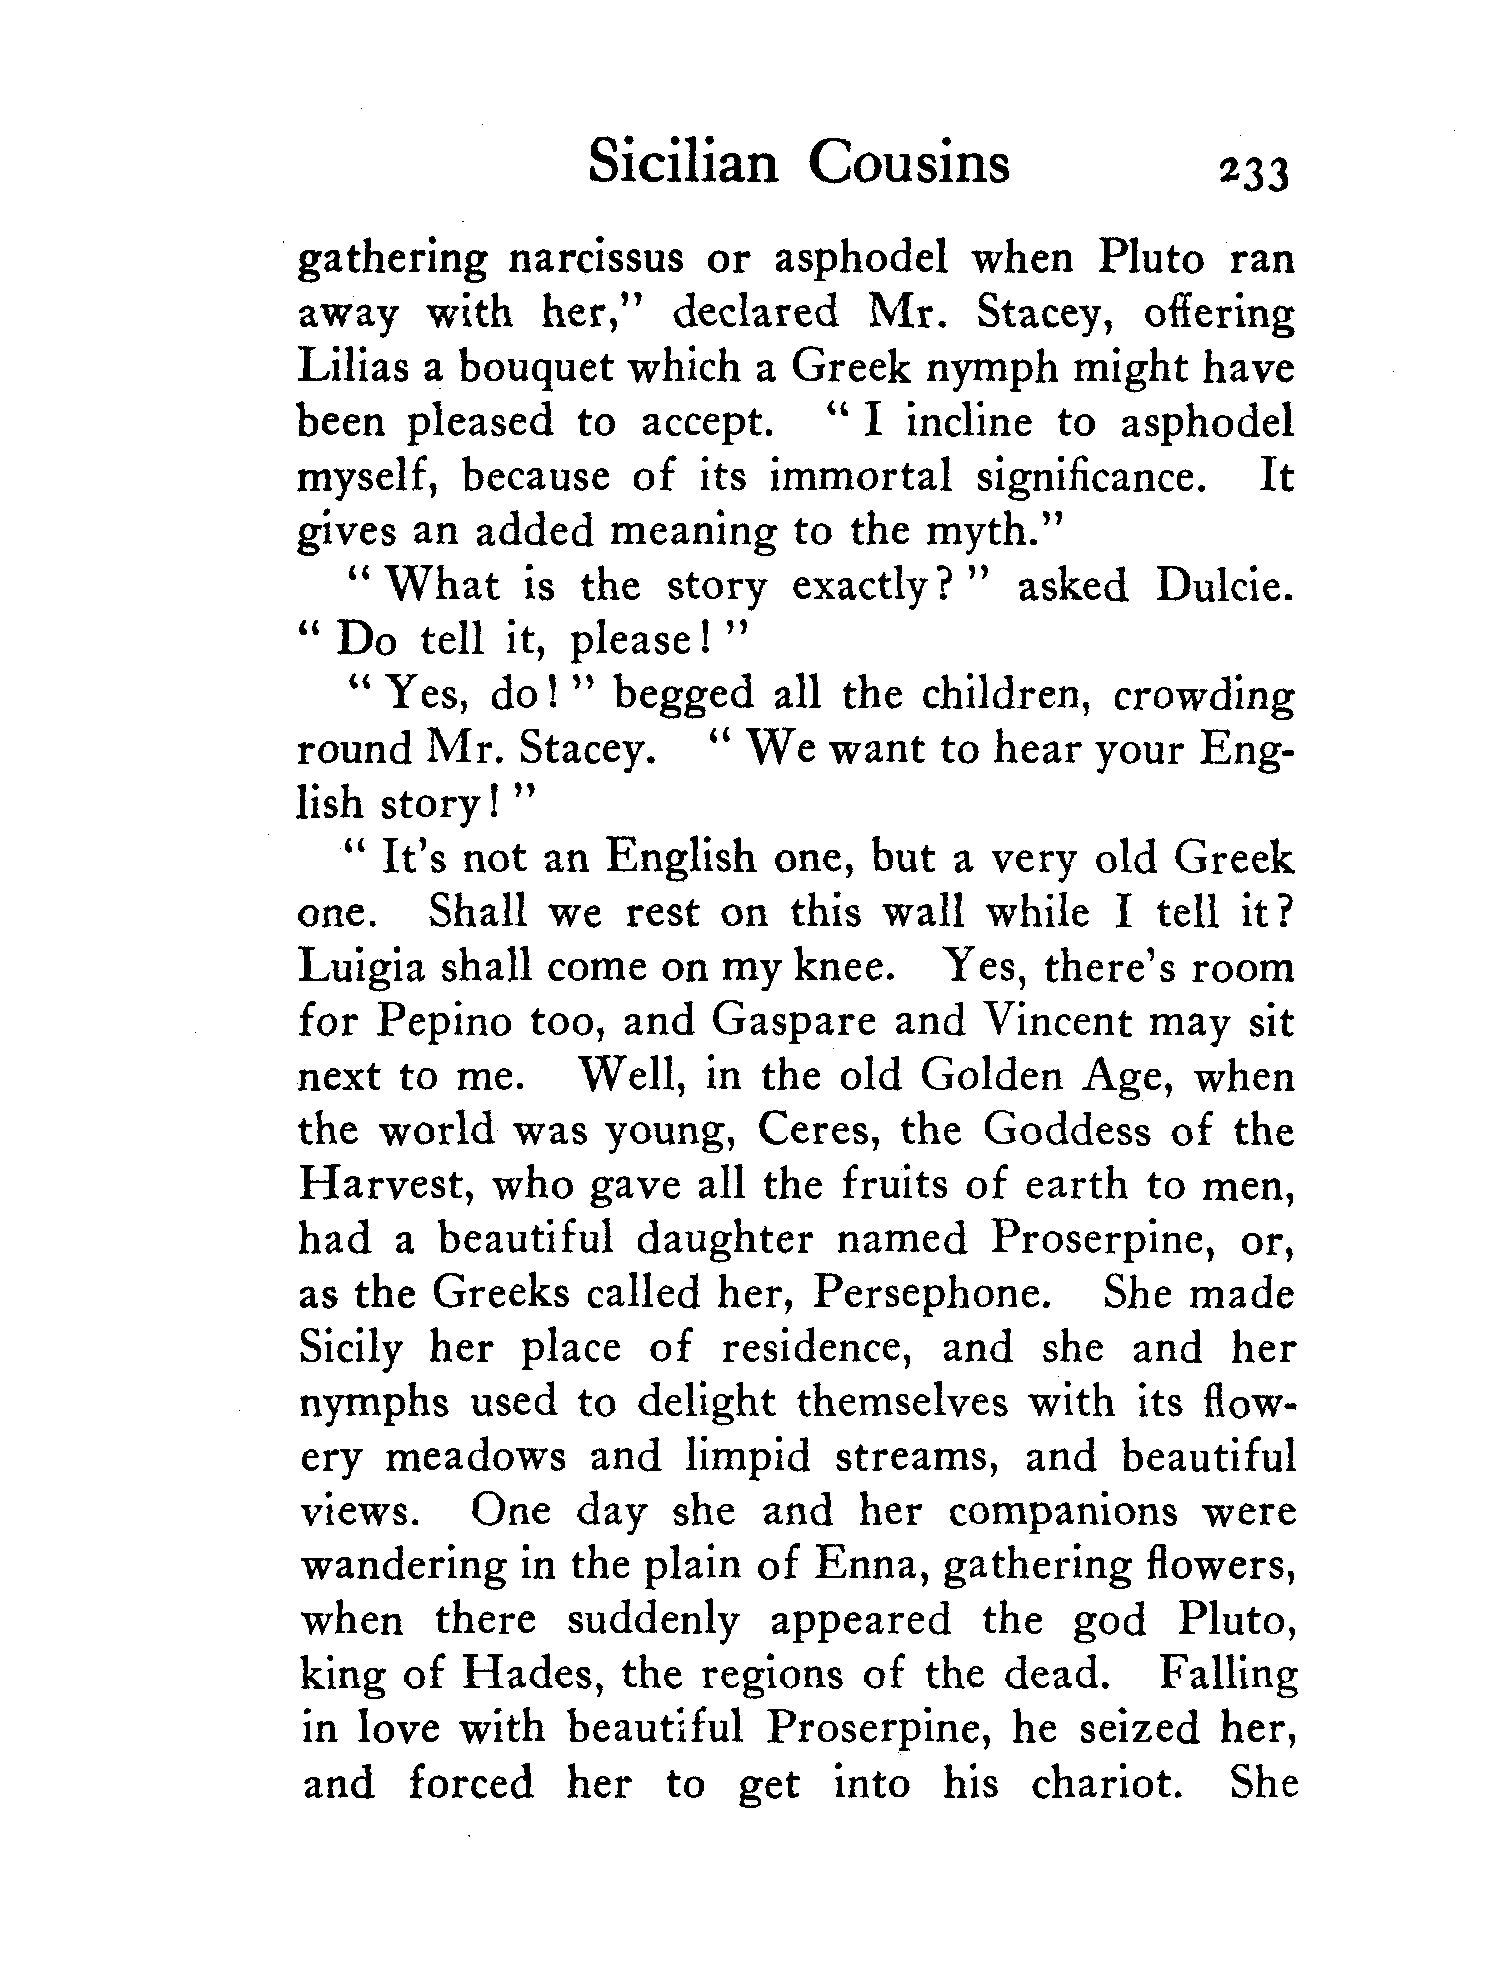 Sicilian Cousins 233
gathering narcissus or asphodel when Pluto ran
away with her," declared Mr. Stacey, offering
Lilias a bouquet which a Greek nymph might have
been pleased to accept. "I incline to asphodel
myself, because of its immortal significance. It
gives an added meaning to the myth."
"What is the story exactly?" asked Dulcie.
"Do tell it, please!"
"Yes, do!" begged all the children, crowding
round Mr. Stacey. "We want to hear your Eng-
lish story!"
"It's not an English one, but a very old Greek
one. Shall we rest on this wall while I tell it?
Luigia shall come on my knee. Yes, there's room
for Pepino too, and Gaspare and Vincent may sit
next to me. Well, in the old Golden Age, when
the world was young, Ceres, the Goddess of the
Harvest, who gave all the fruits of earth to men,
had a beautiful daughter named Proserpine, or,
as the Greeks called her, Persephone. She made
Sicily her place of residence, and she and her
nymphs used to delight themselves with its flow-
ery meadows and limpid streams, and beautiful
views. One day she and her companions were
wandering in the plain of Enna, gathering flowers,
when there suddenly appeared the god Pluto,
king of Hades, the regions of the dead. Falling
in love with beautiful Proserpine, he seized her,
and forced her to get into his chariot. She